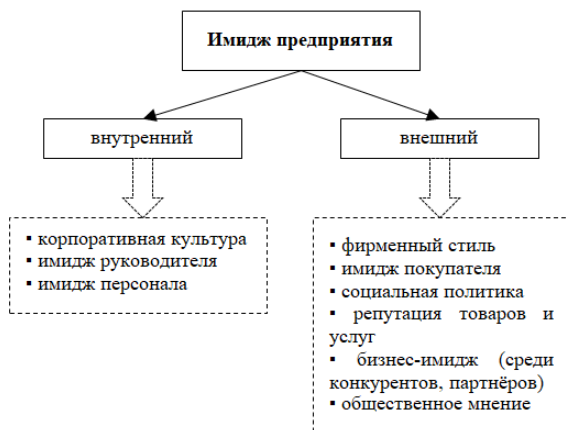 Имидж предприятия
внутренний
внешний
▪ корпоративная культура
▪ имидж руководителя
▪ имидж персонала
▪ фирменный стиль
▪ имидж покупателя
▪ социальная политика
▪ репутация товаров и
услуг
▪ бизнес-имидж (среди
конкурентов, партнёров)
▪ общественное мнение